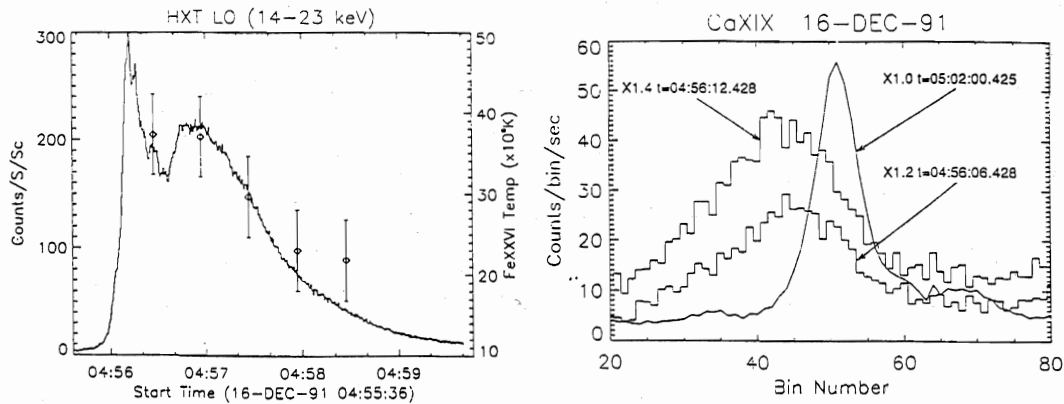 HXT LO (14-23 keV)
300
200
100
0
Counts/S/Sc
50
40
30
20
10
FeXXVI Temp (x10⁶K)
04:56
04:57
04:58
04:59
Start Time (16-DEC-91 04:55:36)
CaXIX 16-DEC-91
60
50
40
30
20
10
0
Counts/bin/sec
X1.4 t=04:56:12.428
X1.0 t=05:02:00.425
X1.2 t=04:56:06.428
20
40
60
80
Bin Number